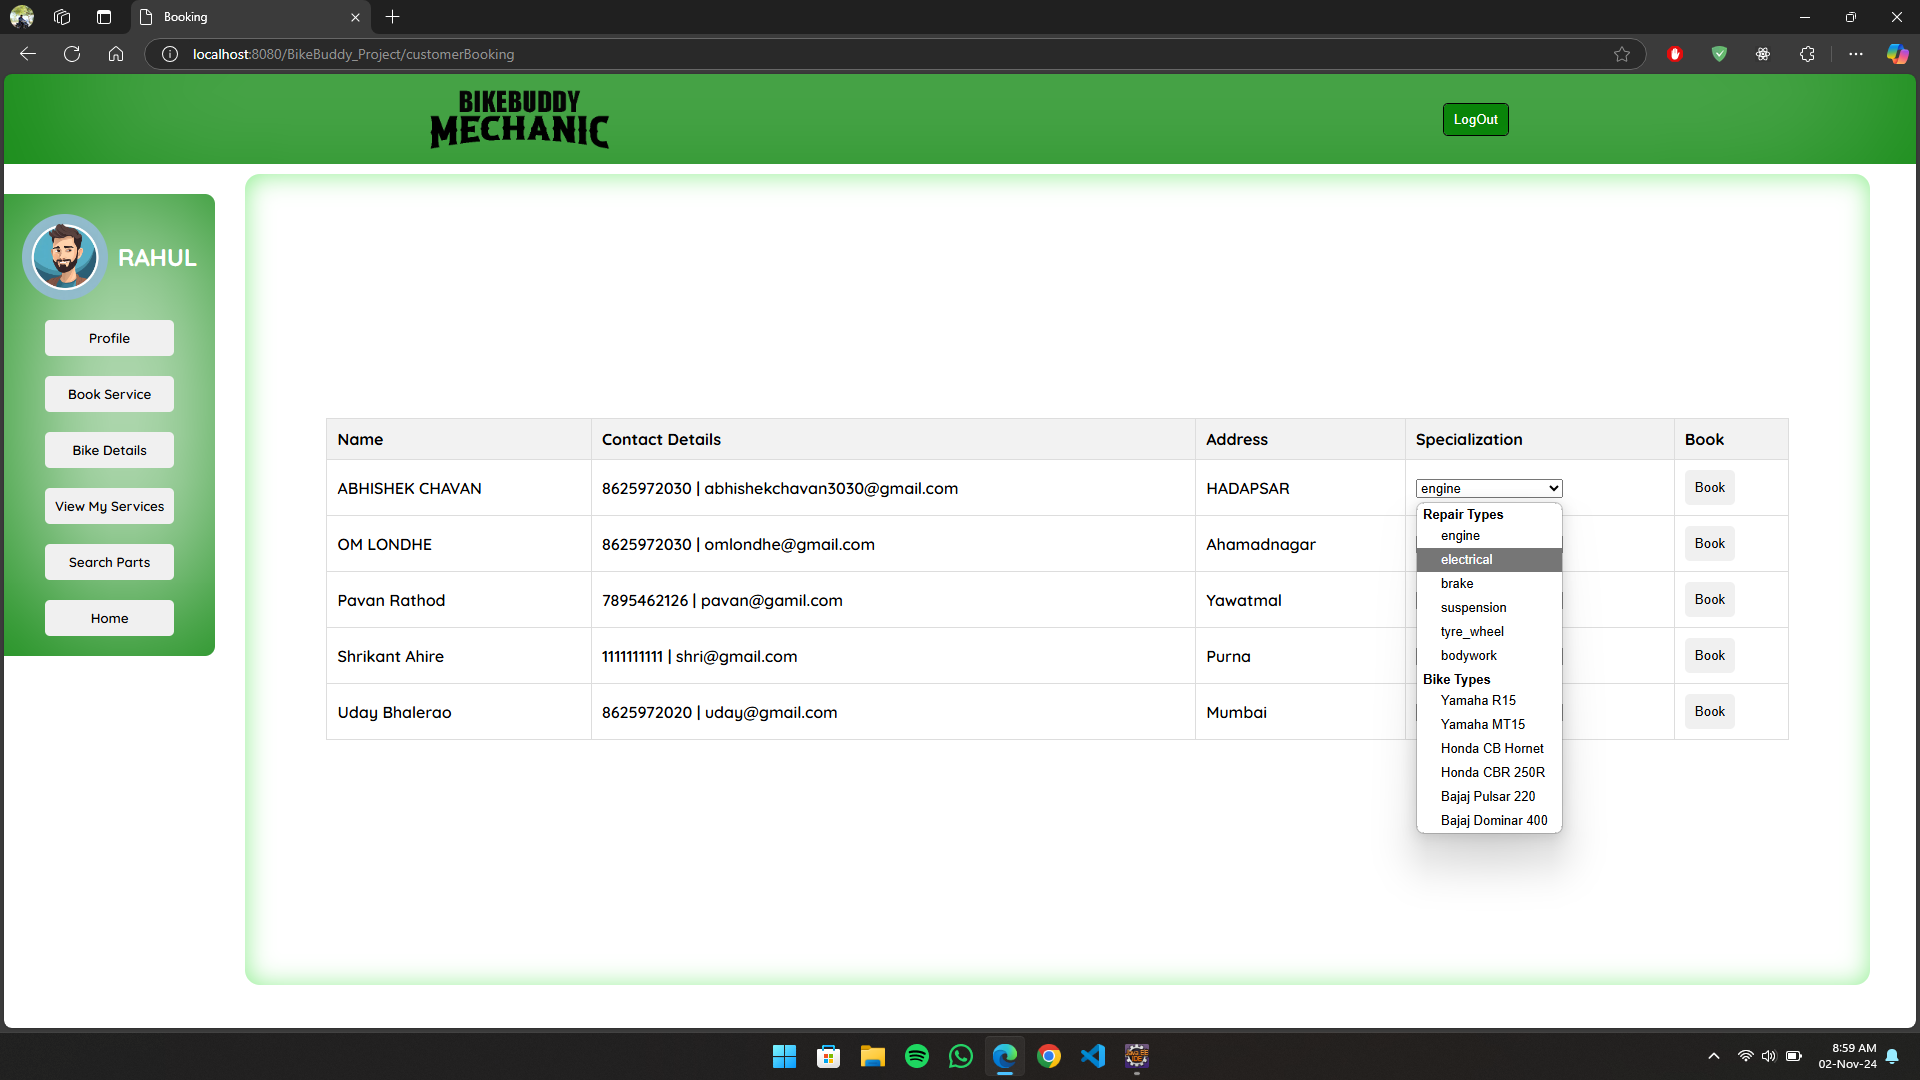 Booking
localhost:8080/BikeBuddy_Project/customerBooking
BIKEBUDDY
MECHANIC
LogOut
RAHUL
Profile
Book Service
Bike Details
View My Services
Search Parts
Home
Name Contact Details Address Specialization Book
ABHISHEK CHAVAN 8625972030 | abhishekchavan3030@gmail.com HADAPSAR engine Book
OM LONDHE 8625972030 | omlondhe@gmail.com Ahamadnagar Book
Pavan Rathod 7895462126 | pavan@gamil.com Yawatmal Book
Shrikant Ahire 1111111111 | shri@gmail.com Purna Book
Uday Bhalerao 8625972020 | uday@gmail.com Mumbai Book
Repair Types
engine
electrical
brake
suspension
tyre_wheel
bodywork
Bike Types
Yamaha R15
Yamaha MT15
Honda CB Hornet
Honda CBR 250R
Bajaj Pulsar 220
Bajaj Dominar 400
8:59 AM
02-Nov-24